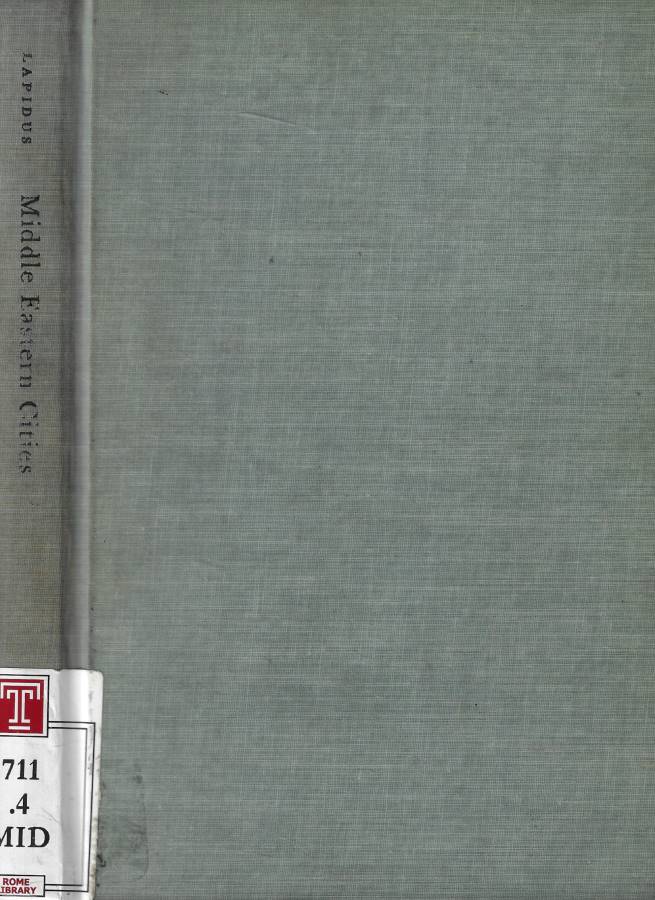 LAPIDUS
Middle Eastern Cities
T
711
.4
MID
ROME
LIBRARY